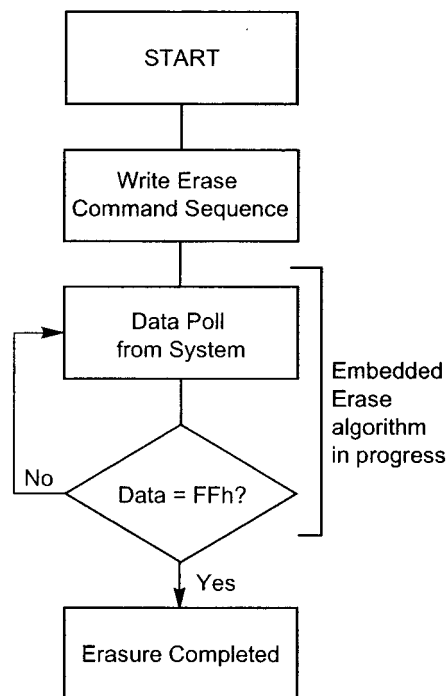 START
Write Erase
Command Sequence
Data Poll
from System
Embedded
Erase
algorithm
in progress
No
Data = FFh?
Yes
Erasure Completed